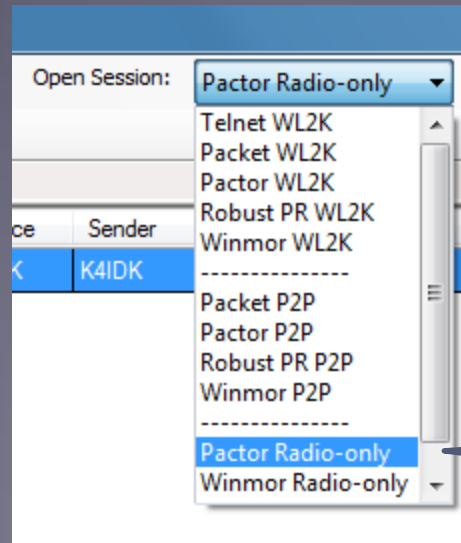 Open Session: Pactor Radio-only
Telnet WL2K
Packet WL2K
Pactor WL2K
Robust PR WL2K
Winmor WL2K
---------------
Packet P2P
Pactor P2P
Robust PR P2P
Winmor P2P
---------------
Pactor Radio-only
Winmor Radio-only
ce Sender
K K4IDK